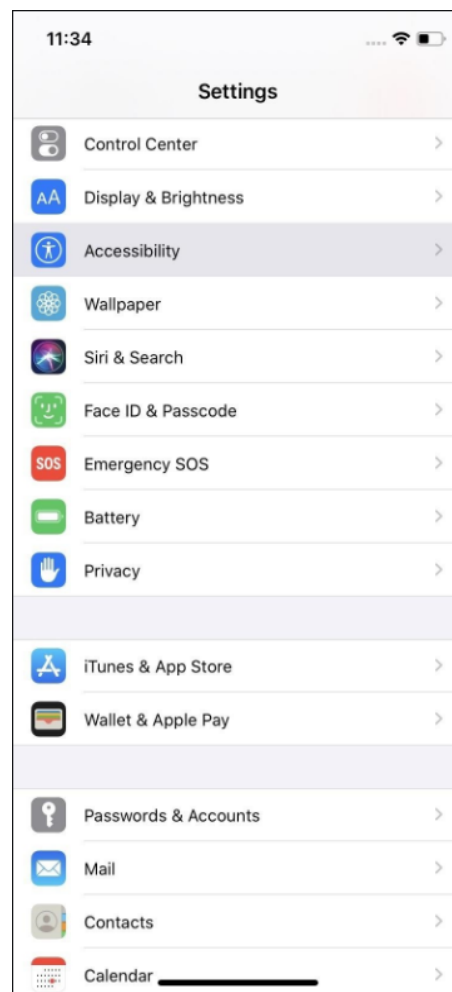 11:34
Settings
Control Center
AA Display & Brightness
Accessibility
Wallpaper
Siri & Search
Face ID & Passcode
SOS Emergency SOS
Battery
Privacy
iTunes & App Store
Wallet & Apple Pay
Passwords & Accounts
Mail
Contacts
Calendar